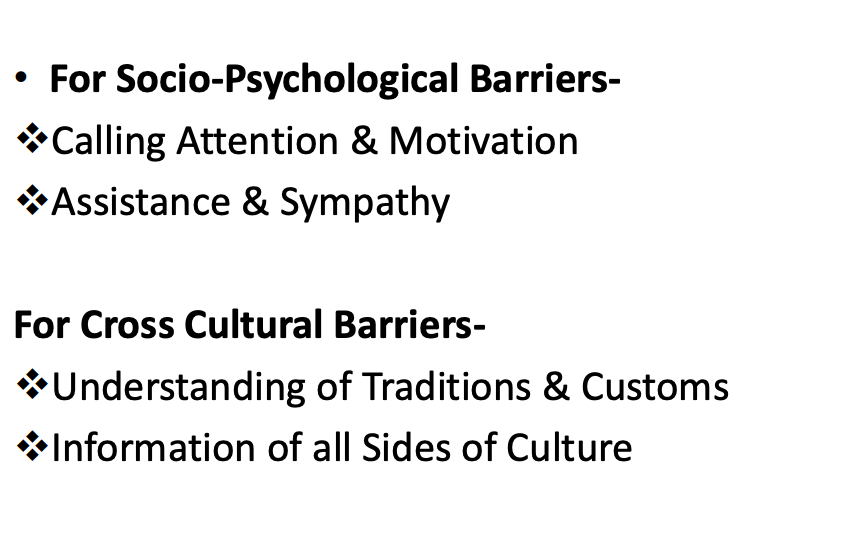 • For Socio-Psychological Barriers-
❖Calling Attention & Motivation
❖Assistance & Sympathy
For Cross Cultural Barriers-
❖Understanding of Traditions & Customs
❖Information of all Sides of Culture